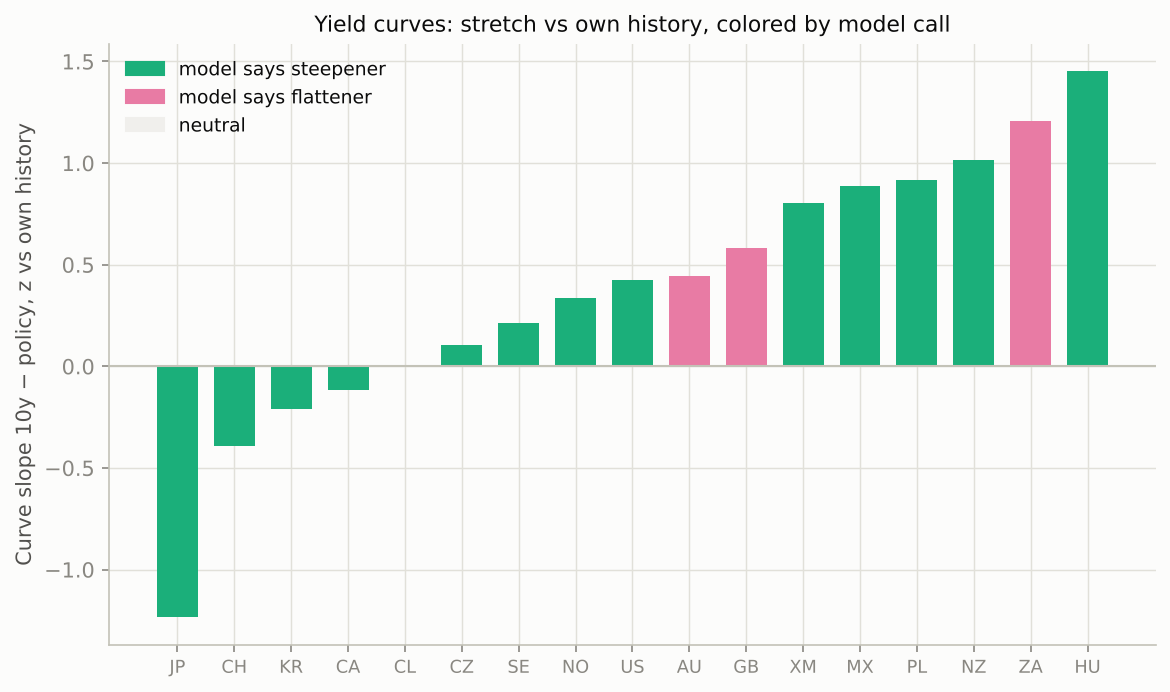 Yield curves: stretch vs own history, colored by model call
model says steepener
model says flattener
neutral
Curve slope 10y − policy, z vs own history
1.5
1.0
0.5
0.0
−0.5
−1.0
JP CH KR CA CL CZ SE NO US AU GB XM MX PL NZ ZA HU